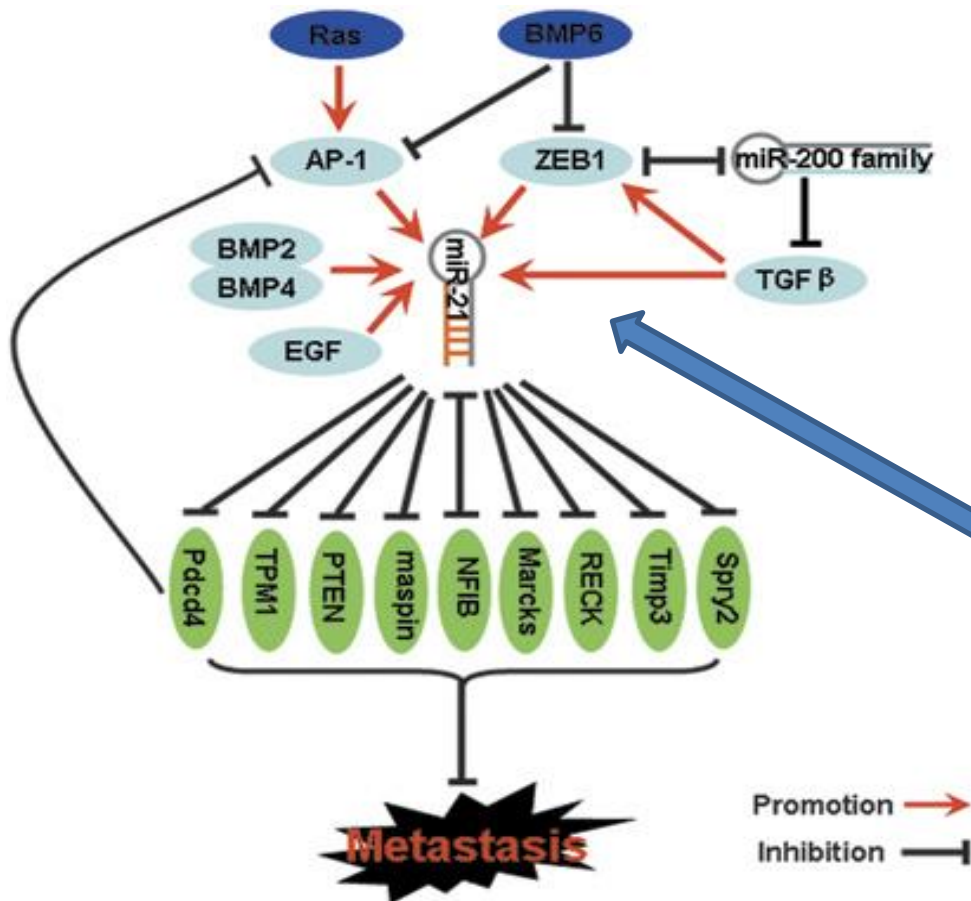 Ras
BMP6
AP-1
ZEB1
miR-200 family
BMP2
BMP4
miR-21
TGF β
EGF
Pdcd4
TPM1
PTEN
maspin
NFIB
Marcks
RECK
Timp3
Spry2
Metastasis
Promotion
Inhibition